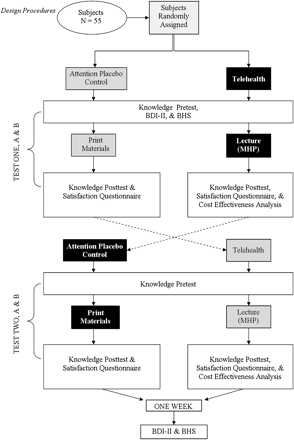 Design Procedures
Subjects
N = 55
Subjects
Randomly
Assigned
Attention Placebo
Control
Telehealth
Knowledge Pretest,
BDI-II, & BHS
TEST ONE, A & B
Print
Materials
Lecture
(MHP)
Knowledge Posttest &
Satisfaction Questionnaire
Knowledge Posttest,
Satisfaction Questionnaire, &
Cost Effectiveness Analysis
Attention Placebo
Control
Telehealth
Knowledge Pretest
TEST TWO, A & B
Print
Materials
Lecture
(MHP)
Knowledge Posttest &
Satisfaction Questionnaire
Knowledge Posttest,
Satisfaction Questionnaire, &
Cost Effectiveness Analysis
ONE WEEK
BDI-II & BHS